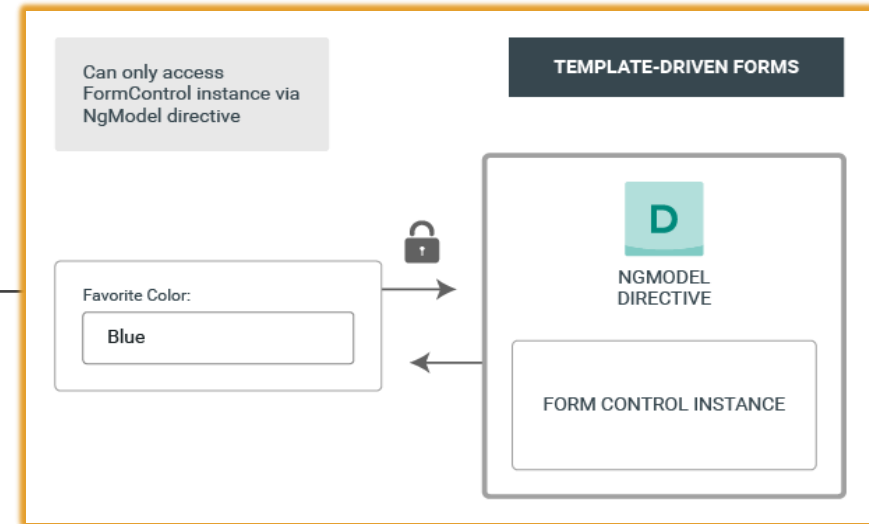 Can only access
FormControl instance via
NgModel directive
TEMPLATE-DRIVEN FORMS
D
NGMODEL
DIRECTIVE
Favorite Color:
Blue
FORM CONTROL INSTANCE